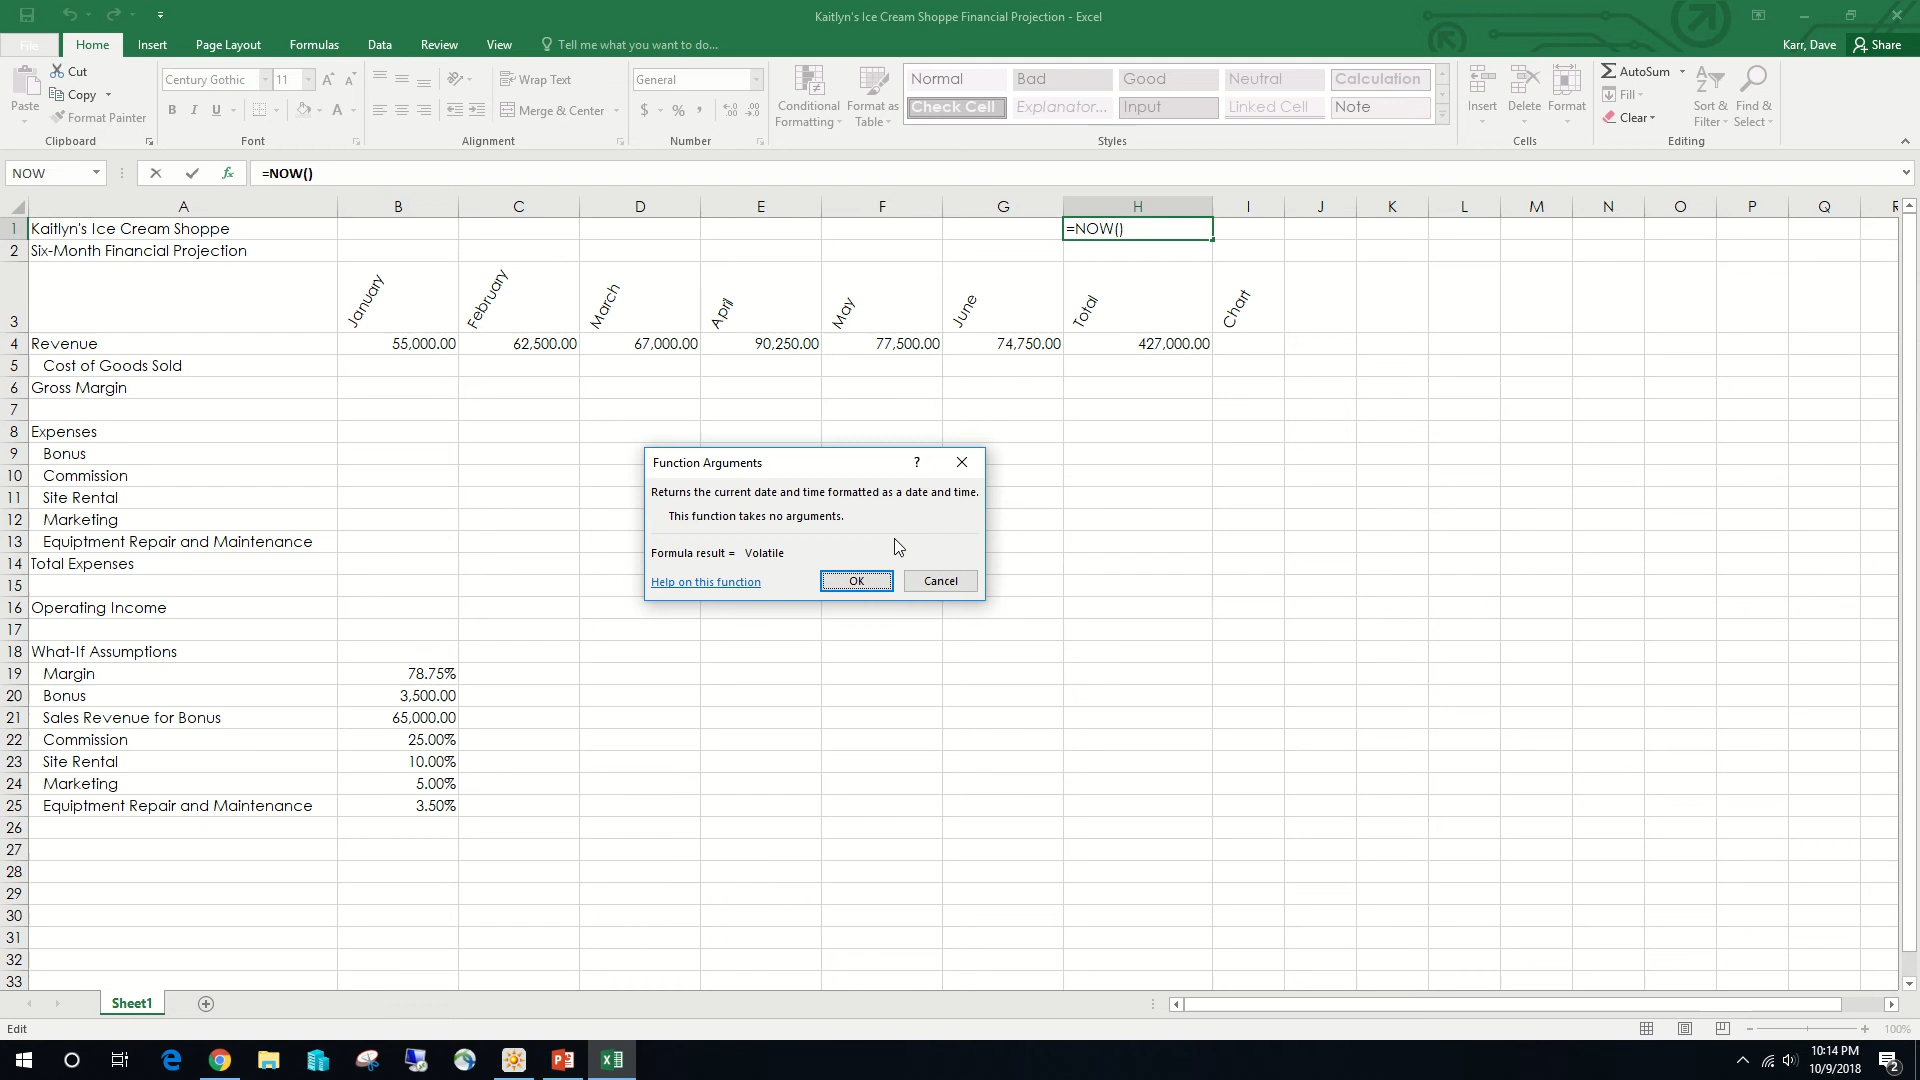 Kaitlyn's Ice Cream Shoppe Financial Projection - Excel
File Home Insert Page Layout Formulas Data Review View Tell me what you want to do... Karr, Dave Share
Paste Cut Copy Format Painter
Clipboard
Century Gothic 11
B I U
Font
Wrap Text
Merge & Center
Alignment
General
$ % ,
Number
Conditional Formatting
Format as Table
Normal Bad Good Neutral Calculation
Check Cell Explanator... Input Linked Cell Note
Styles
Insert Delete Format
Cells
AutoSum
Fill
Clear
Sort & Filter
Find & Select
Editing
NOW fx =NOW()
A B C D E F G H I J K L M N O P Q R
1 Kaitlyn's Ice Cream Shoppe =NOW()
2 Six-Month Financial Projection
3 January February March April May June Total Chart
4 Revenue 55,000.00 62,500.00 67,000.00 90,250.00 77,500.00 74,750.00 427,000.00
5 Cost of Goods Sold
6 Gross Margin
7
8 Expenses
9 Bonus
10 Commission
11 Site Rental
12 Marketing
13 Equiptment Repair and Maintenance
14 Total Expenses
15
16 Operating Income
17
18 What-If Assumptions
19 Margin 78.75%
20 Bonus 3,500.00
21 Sales Revenue for Bonus 65,000.00
22 Commission 25.00%
23 Site Rental 10.00%
24 Marketing 5.00%
25 Equiptment Repair and Maintenance 3.50%
26
27
28
29
30
31
32
33
Function Arguments ?
Returns the current date and time formatted as a date and time.
This function takes no arguments.
Formula result = Volatile
Help on this function OK Cancel
Sheet1
Edit 100%
10:14 PM
10/9/2018
2